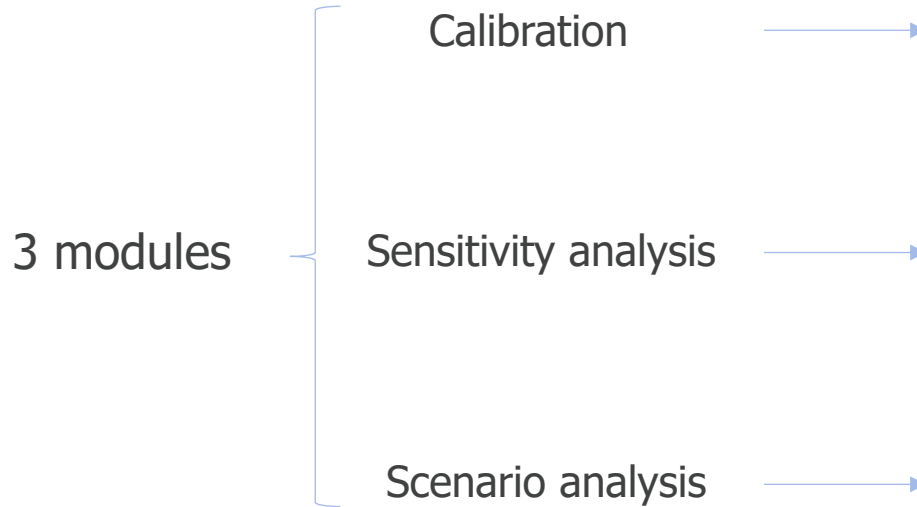 Calibration
3 modules
Sensitivity analysis
Scenario analysis